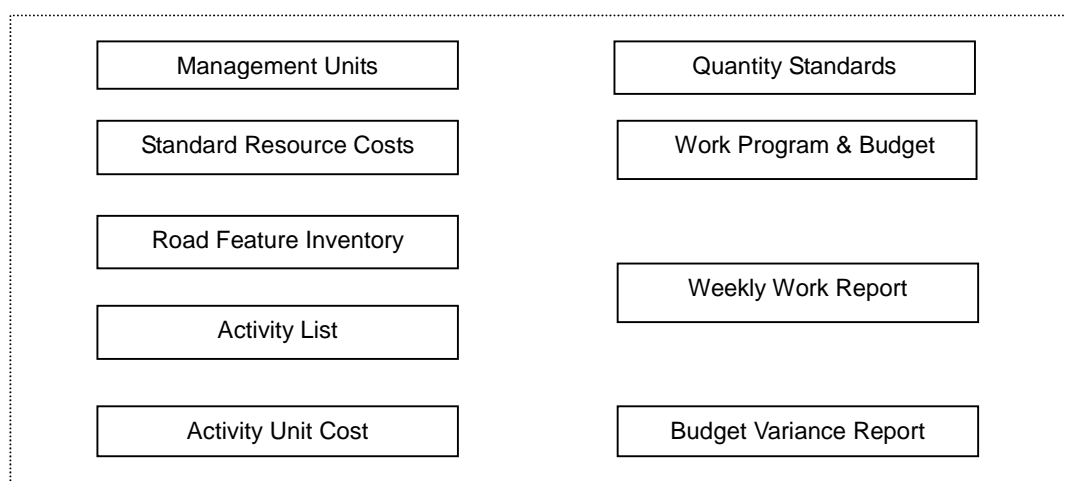 Management Units
Standard Resource Costs
Road Feature Inventory
Activity List
Activity Unit Cost
Quantity Standards
Work Program & Budget
Weekly Work Report
Budget Variance Report